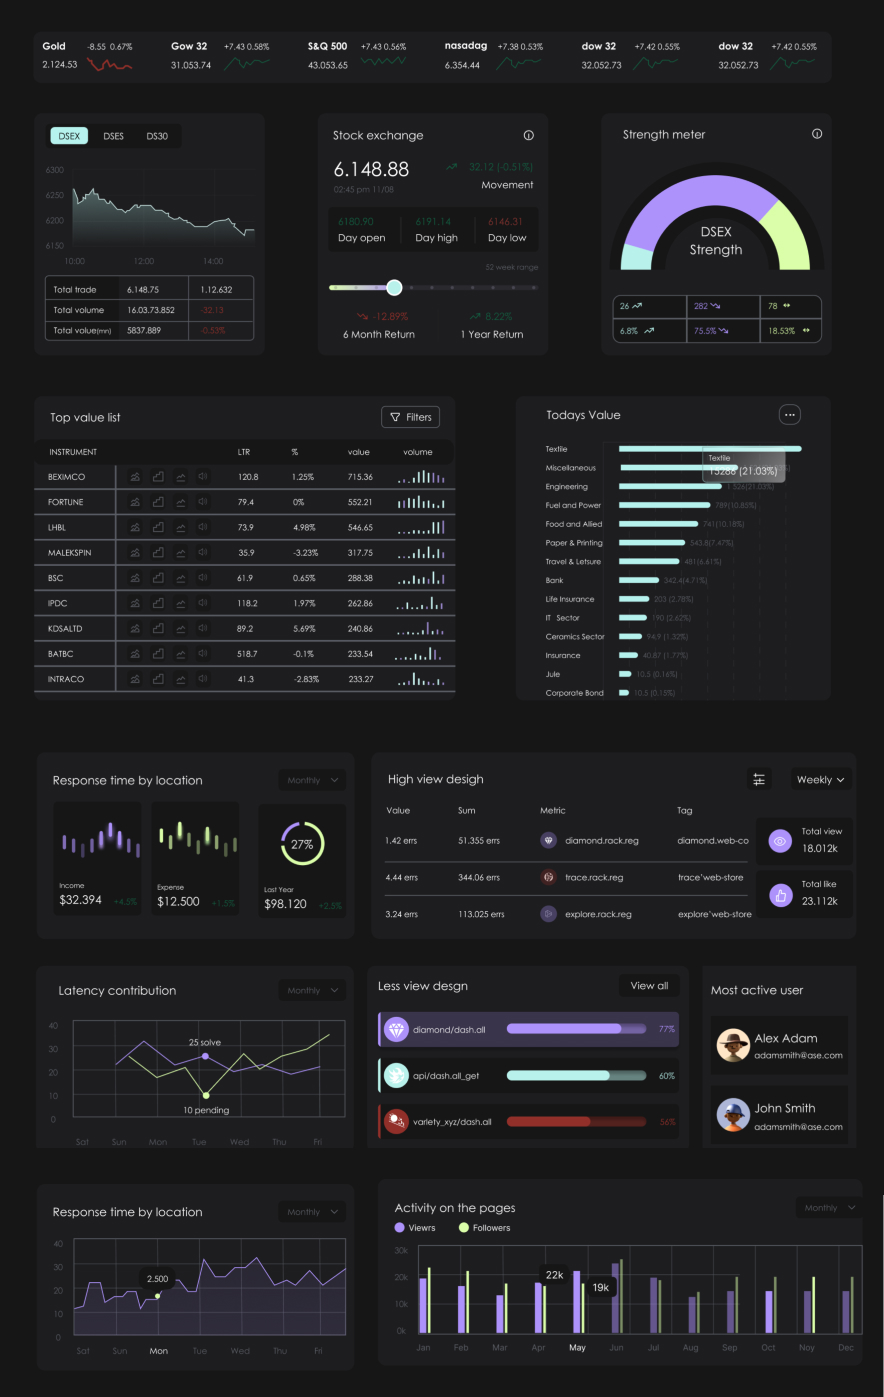 Gold -8.55 0.67%
2.124.53
Gow 32 +7.43 0.58%
31.053.74
S&Q 500 +7.43 0.56%
43.053.65
nasadag +7.38 0.53%
6.354.44
dow 32 +7.42 0.55%
32.052.73
dow 32 +7.42 0.55%
32.052.73
DSEX DSES DS30
6300
6250
6200
6150
10:00 12:00 14:00
Total trade 6.148.75 1.12.632
Total volume 16.03.73.852 -32.13
Total value(mn) 5837.889 -0.53%
Stock exchange
6.148.88 32.12 (-0.51%)
02:45 pm 11/08 Movement
6180.90 6191.14 6146.31
Day open Day high Day low
52 week range
-12.89% 8.22%
6 Month Return 1 Year Return
Strength meter
DSEX
Strength
26 282 78
6.8% 75.5% 18.53%
Top value list Filters
INSTRUMENT LTR % value volume
BEXIMCO 120.8 1.25% 715.36
FORTUNE 79.4 0% 552.21
LHBL 73.9 4.98% 546.65
MALEKSPIN 35.9 -3.23% 317.75
BSC 61.9 0.65% 288.38
IPDC 118.2 1.97% 262.86
KDSALTD 89.2 5.69% 240.86
BATBC 518.7 -0.1% 233.54
INTRACO 41.3 -2.83% 233.27
Todays Value
Textile
Textile
Miscellaneous 15288 (21.03%)
Engineering 1 526(21.03%)
Fuel and Power 789(10.85%)
Food and Allied 741(10.18%)
Paper & Printing 543.8(7.47%)
Travel & Letsure 481(6.61%)
Bank 342.4(4.71%)
Life Insurance 203 (2.78%)
IT Sector 190 (2.62%)
Ceramics Sector 94.9 (1.30%)
Insurance 40.87 (1.77%)
Jule 10.5 (0.16%)
Corporate Bond 10.5 (0.15%)
Response time by location Monthly
Income
$32.394 +4.5%
Expense
$12.500 +1.5%
27%
Last Year
$98.120 +2.5%
High view desigh Weekly
Value Sum Metric Tag
1.42 errs 51.355 errs diamond.rack.reg diamond.web-co
4.44 errs 344.06 errs trace.rack.reg trace'web-store
3.24 errs 113.025 errs explore.rack.reg explore'web-store
Total view
18.012k
Total like
23.112k
Latency contribution Monthly
40
30
20
10
0
25 solve
10 pending
Sat Sun Mon Tue Wed Thu Fri
Less view desgn View all
diamond/dash.all 77%
api/dash.all_get 60%
variety_xyz/dash.all 56%
Most active user
Alex Adam
adamsmith@ase.com
John Smith
adamsmith@ase.com
Response time by location Monthly
40
30
20
10
0
2.500
Sat Sun Mon Tue Wed Thu Fri
Activity on the pages Monthly
Viewrs Followers
30k
20k
10k
0k
22k
19k
Jan Feb Mar Apr May Jun Jul Aug Sep Oct Noy Dec